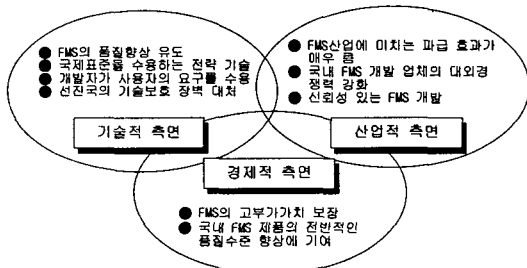 ● FMS의 품질향상 유도
● 국제표준를 수용하는 전략 기술
● 개발자가 사용자의 요구를 수용
● 선진국의 기술보호 장벽 대처
기술적 측면
● FMS산업에 미치는 파급 효과가
매우 큼
● 국내 FMS 개발 업체의 대외경
쟁력 강화
● 신뢰성 있는 FMS 개발
산업적 측면
경제적 측면
● FMS의 고부가가치 보장
● 국내 FMS 제품의 전반적인
품질수준 향상에 기여